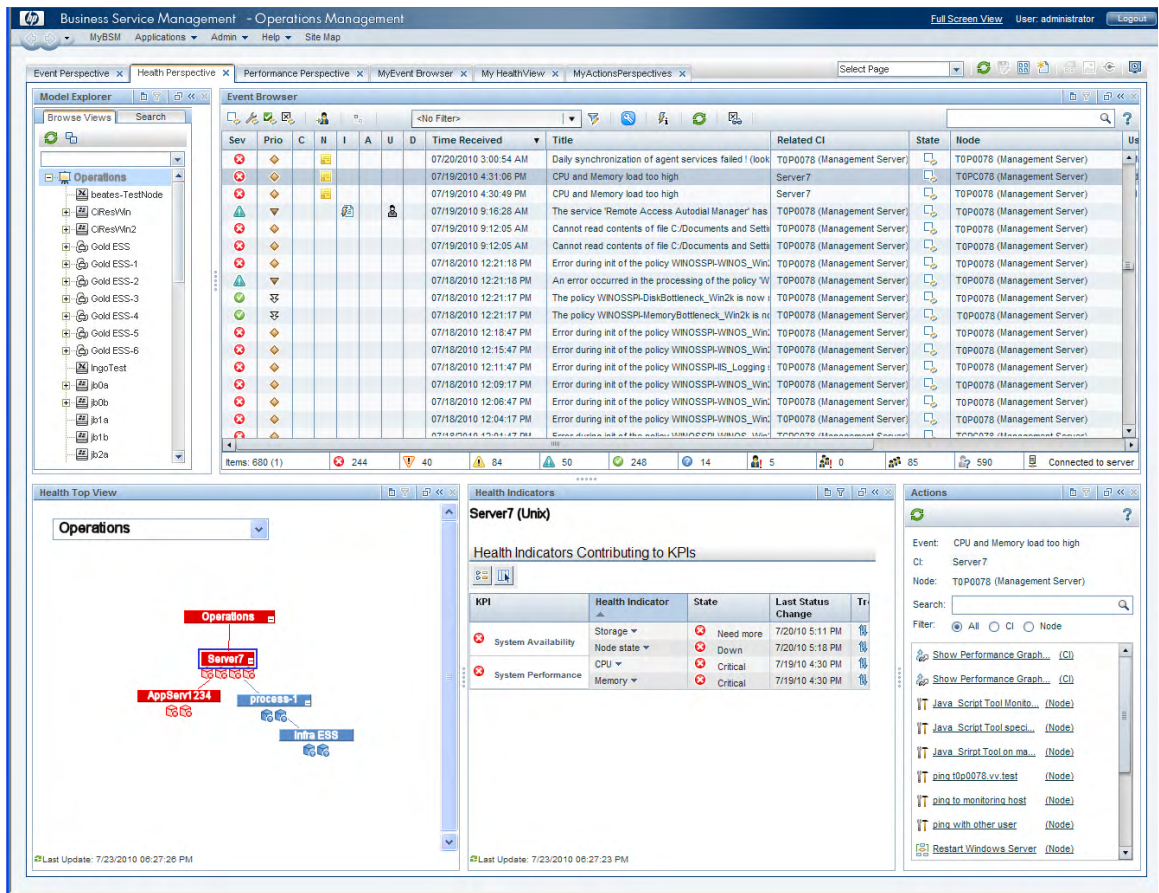 hp Business Service Management - Operations Management
Full Screen View User: administrator Logout
MyBSM Applications Admin Help Site Map
Event Perspective x Health Perspective x Performance Perspective x MyEvent Browser x My HealthView x MyActionsPerspectives x
Select Page
Model Explorer
Browse Views Search
Operations
beates-TestNode
CiResWin
CiResWin2
Gold ESS
Gold ESS-1
Gold ESS-2
Gold ESS-3
Gold ESS-4
Gold ESS-5
Gold ESS-6
IngoTest
jb0a
jb0b
jb1a
jb1b
jb2a
Event Browser
<No Filter>
Sev Prio C N I A U D Time Received Title Related CI State Node Us
07/20/2010 3:00:54 AM Daily synchronization of agent services failed ! (look T0P0078 (Management Server) T0P0078 (Management Server)
07/19/2010 4:31:06 PM CPU and Memory load too high Server7 T0PC078 (Management Server)
07/19/2010 4:30:49 PM CPU and Memory load too high Server7 T0P0078 (Management Server)
07/19/2010 9:16:28 AM The service 'Remote Access Autodial Manager' has T0P0078 (Management Server) T0P0078 (Management Server)
07/19/2010 9:12:05 AM Cannot read contents of file C:/Documents and Setti T0P0078 (Management Server) T0P0078 (Management Server)
07/19/2010 9:12:05 AM Cannot read contents of file C:/Documents and Setti T0P0078 (Management Server) T0P0078 (Management Server)
07/18/2010 12:21:18 PM Error during init of the policy WINOSSPI-WINOS_Win: T0P0078 (Management Server) T0P0078 (Management Server)
07/18/2010 12:21:18 PM An error occurred in the processing of the policy 'W T0P0078 (Management Server) T0P0078 (Management Server)
07/18/2010 12:21:17 PM The policy WINOSSPI-DiskBottleneck_Win2k is now T0P0078 (Management Server) T0P0078 (Management Server)
07/18/2010 12:21:17 PM The policy WINOSSPI-MemoryBottleneck_Win2k is no T0P0078 (Management Server) T0P0078 (Management Server)
07/18/2010 12:18:47 PM Error during init of the policy WINOSSPI-WINOS_Win: T0P0078 (Management Server) T0P0078 (Management Server)
07/18/2010 12:15:47 PM Error during init of the policy WINOSSPI-WINOS_Win: T0P0078 (Management Server) T0P0078 (Management Server)
07/18/2010 12:11:47 PM Error during init of the policy WINOSSPI-IIS_Logging T0P0078 (Management Server) T0P0078 (Management Server)
07/18/2010 12:09:17 PM Error during init of the policy WINOSSPI-WINOS_Win: T0P0078 (Management Server) T0P0078 (Management Server)
07/18/2010 12:06:47 PM Error during init of the policy WINOSSPI-WINOS_Win: T0P0078 (Management Server) T0P0078 (Management Server)
07/18/2010 12:04:17 PM Error during init of the policy WINOSSPI-WINOS_Win: T0P0078 (Management Server) T0P0078 (Management Server)
07/18/2010 12:01:47 PM Error during init of the policy WINOSSPI-WINOS_Win:
Items: 680 (1) 244 40 84 50 248 14 5 0 85 590 Connected to server
Health Top View
Operations
Operations
Server7
AppServ1234
process-1
Infra ESS
Last Update: 7/23/2010 06:27:26 PM
Health Indicators
Server7 (Unix)
Health Indicators Contributing to KPIs
KPI Health Indicator State Last Status Change Tr
System Availability
Storage Need more 7/20/10 5:11 PM
Node state Down 7/20/10 5:18 PM
System Performance
CPU Critical 7/19/10 4:30 PM
Memory Critical 7/19/10 4:30 PM
Last Update: 7/23/2010 06:27:23 PM
Actions
Event: CPU and Memory load too high
CI: Server7
Node: T0P0078 (Management Server)
Search:
Filter: All CI Node
Show Performance Graph... (CI)
Show Performance Graph... (CI)
Java Script Tool Monito... (Node)
Java Script Tool speci... (Node)
Java Sriprt Tool on ma... (Node)
ping t0p0078.vv.test (Node)
ping to monitoring host (Node)
ping with other user (Node)
Restart Windows Server (Node)